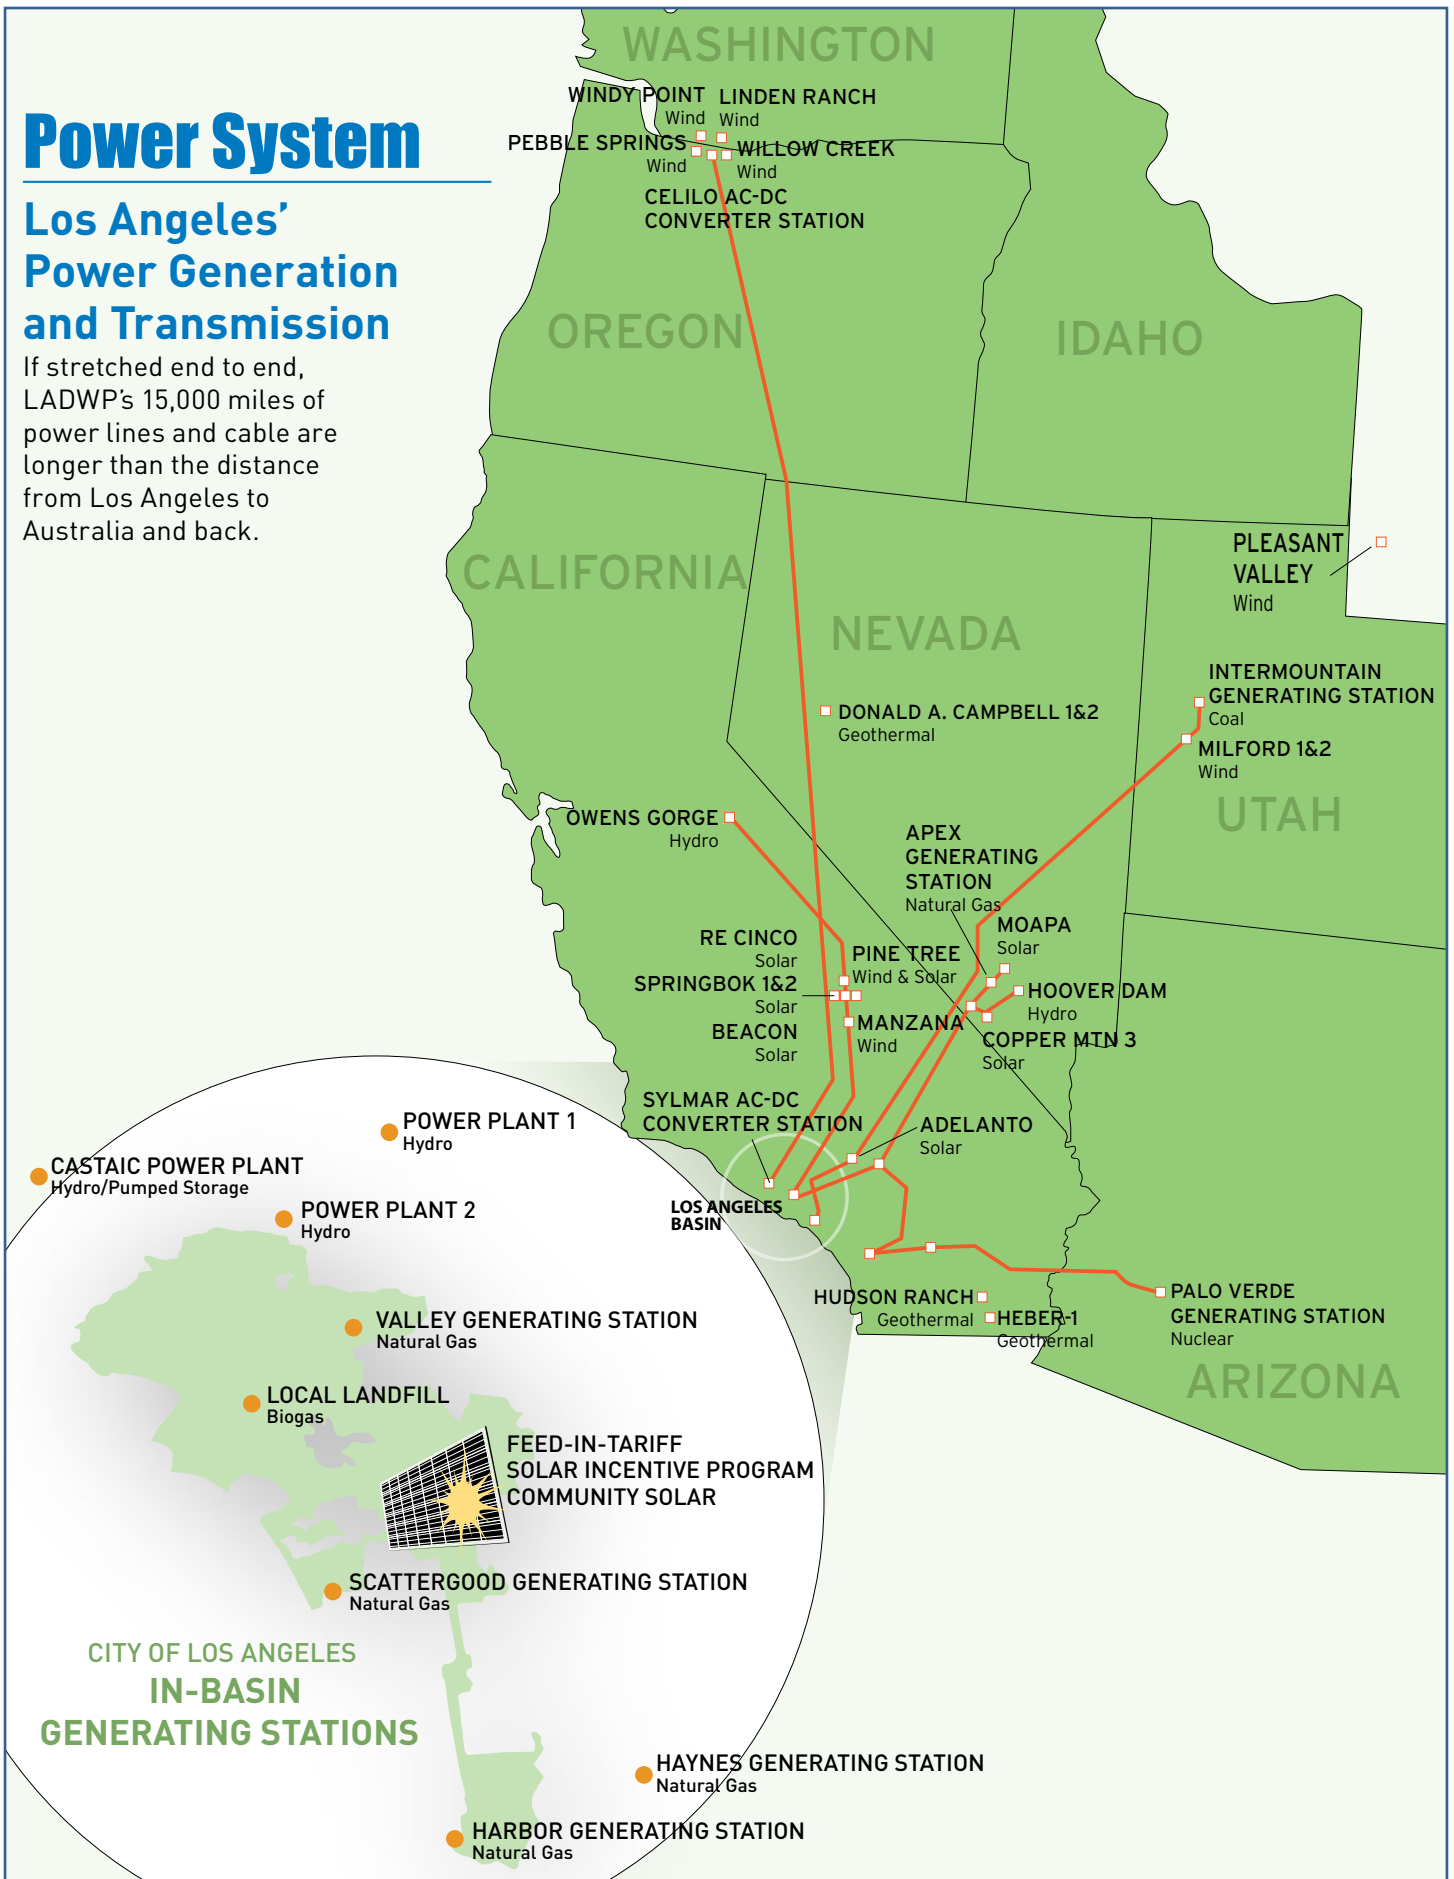 Power System
Los Angeles’
Power Generation
and Transmission
If stretched end to end,
LADWP’s 15,000 miles of
power lines and cable are
longer than the distance
from Los Angeles to
Australia and back.
WASHINGTON
WINDY POINT
Wind
LINDEN RANCH
Wind
PEBBLE SPRINGS
Wind
WILLOW CREEK
Wind
CELILO AC-DC
CONVERTER STATION
OREGON
IDAHO
CALIFORNIA
NEVADA
PLEASANT
VALLEY
Wind
INTERMOUNTAIN
GENERATING STATION
Coal
MILFORD 1&2
Wind
UTAH
DONALD A. CAMPBELL 1&2
Geothermal
OWENS GORGE
Hydro
APEX
GENERATING
STATION
Natural Gas
MOAPA
Solar
RE CINCO
Solar
PINE TREE
Wind & Solar
SPRINGBOK 1&2
Solar
HOOVER DAM
Hydro
BEACON
Solar
MANZANA
Wind
COPPER MTN 3
Solar
SYLMAR AC-DC
CONVERTER STATION
ADELANTO
Solar
LOS ANGELES
BASIN
HUDSON RANCH
Geothermal
HEBER-1
Geothermal
PALO VERDE
GENERATING STATION
Nuclear
ARIZONA
POWER PLANT 1
Hydro
CASTAIC POWER PLANT
Hydro/Pumped Storage
POWER PLANT 2
Hydro
VALLEY GENERATING STATION
Natural Gas
LOCAL LANDFILL
Biogas
FEED-IN-TARIFF
SOLAR INCENTIVE PROGRAM
COMMUNITY SOLAR
SCATTERGOOD GENERATING STATION
Natural Gas
CITY OF LOS ANGELES
IN-BASIN
GENERATING STATIONS
HAYNES GENERATING STATION
Natural Gas
HARBOR GENERATING STATION
Natural Gas